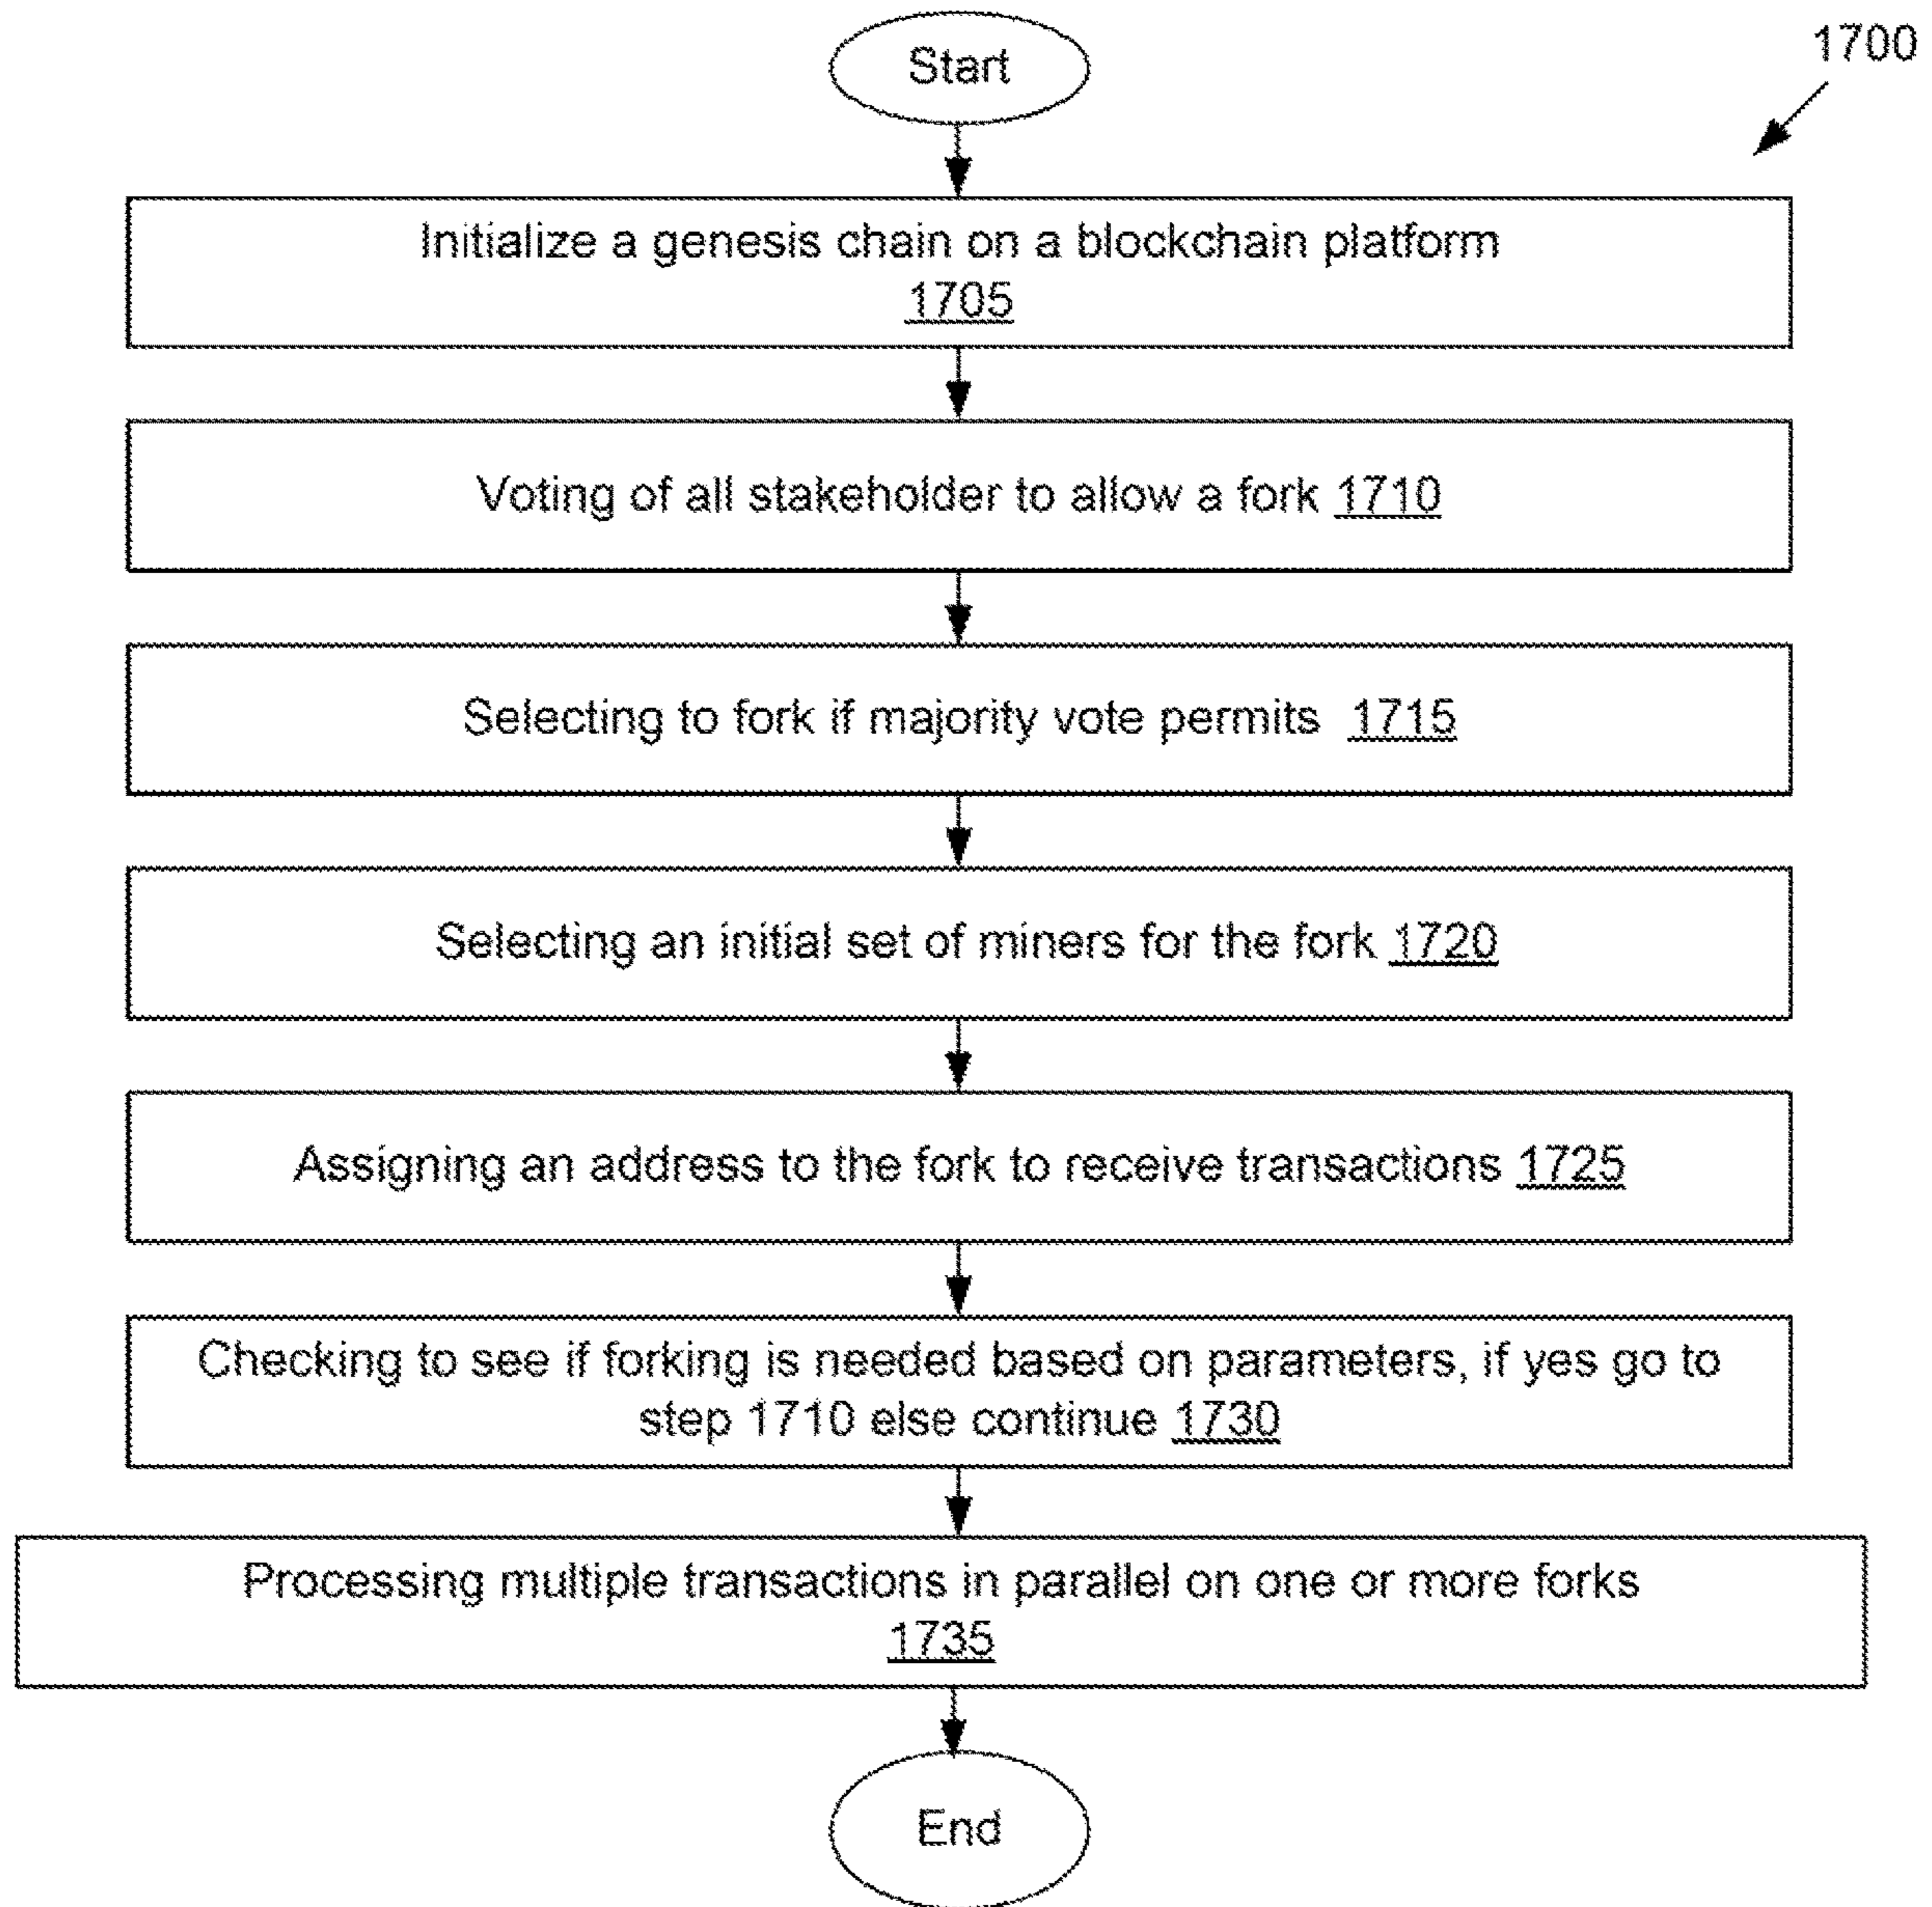 Start
1700
Initialize a genesis chain on a blockchain platform
1705
Voting of all stakeholder to allow a fork 1710
Selecting to fork if majority vote permits 1715
Selecting an initial set of miners for the fork 1720
Assigning an address to the fork to receive transactions 1725
Checking to see if forking is needed based on parameters, if yes go to
step 1710 else continue 1730
Processing multiple transactions in parallel on one or more forks
1735
End